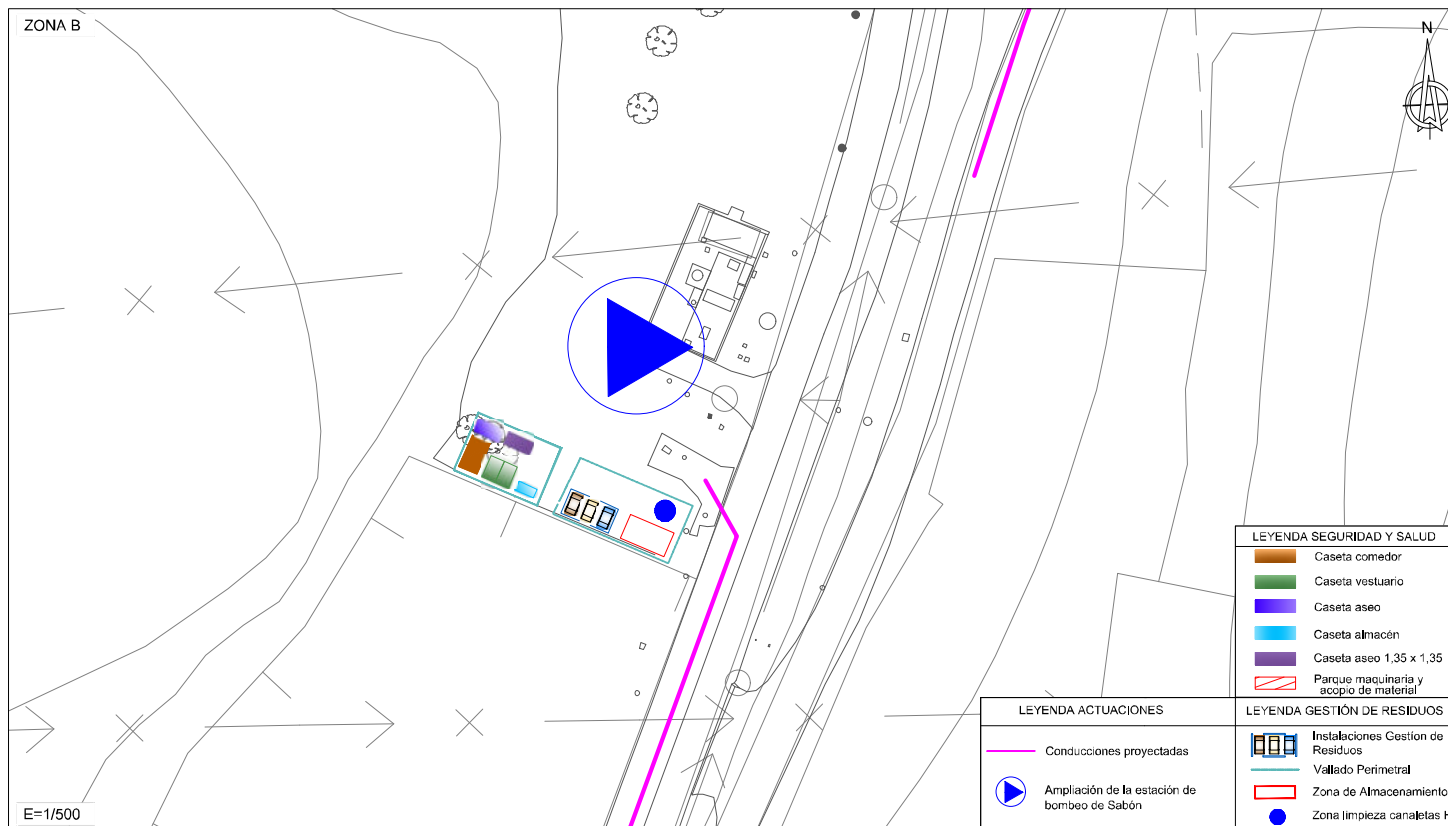 ZONA B
N
LEYENDA SEGURIDAD Y SALUD
Caseta comedor
Caseta vestuario
Caseta aseo
Caseta almacén
Caseta aseo 1,35 x 1,35
Parque maquinaria y
acopio de material
LEYENDA ACTUACIONES
Conducciones proyectadas
Ampliación de la estación de
bombeo de Sabón
LEYENDA GESTIÓN DE RESIDUOS
Instalaciones Gestíon de
Residuos
Vallado Perimetral
Zona de Almacenamiento
Zona limpieza canaletas H
E=1/500